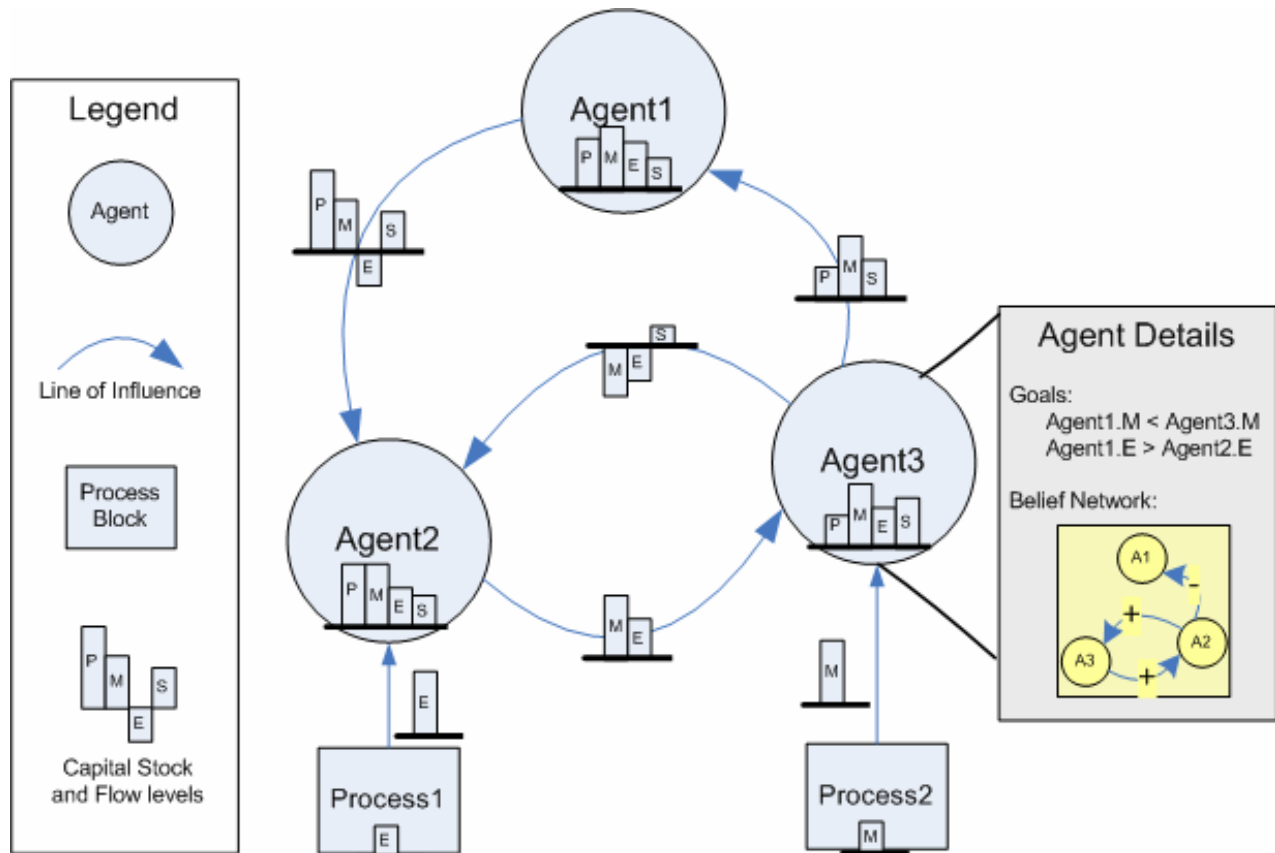 Legend
Agent
Line of Influence
Process
Block
P
M
E
S
Capital Stock
and Flow levels
Agent1
P
M
E
S
P
M
E
S
P
M
S
M
E
S
Agent2
P
M
E
S
Agent3
P
M
E
S
M
E
E
M
Process1
E
Process2
M
Agent Details
Goals:
Agent1.M < Agent3.M
Agent1.E > Agent2.E
Belief Network:
A1
-
+
A2
A3
+